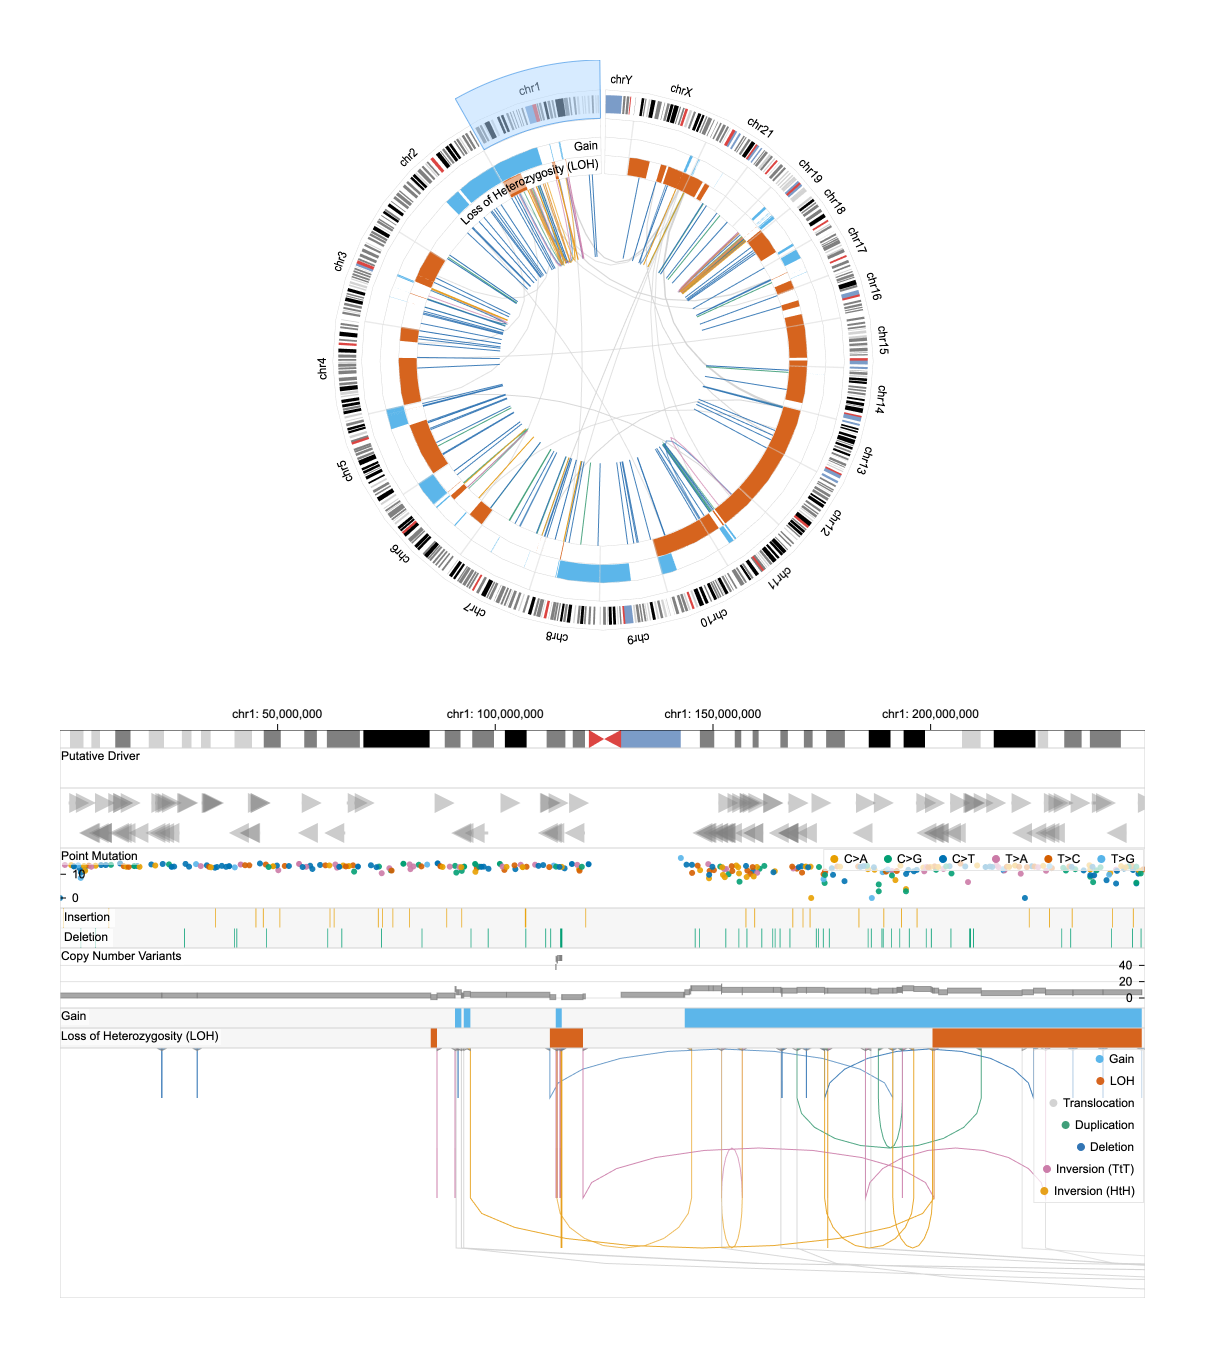 chrY
chrX
chr1
chr21
Gain
chr2
Loss of Heterozygosity (LOH)
chr19
chr18
chr17
chr3
chr16
chr15
chr4
chr14
chr13
chr5
chr12
chr6
chr11
chr7
chr10
chr8
chr9
chr1: 50,000,000
chr1: 100,000,000
chr1: 150,000,000
chr1: 200,000,000
Putative Driver
Point Mutation
C>A
C>G
C>T
T>A
T>C
T>G
10
0
Insertion
Deletion
Copy Number Variants
40
20
0
Gain
Loss of Heterozygosity (LOH)
Gain
LOH
Translocation
Duplication
Deletion
Inversion (TtT)
Inversion (HtH)